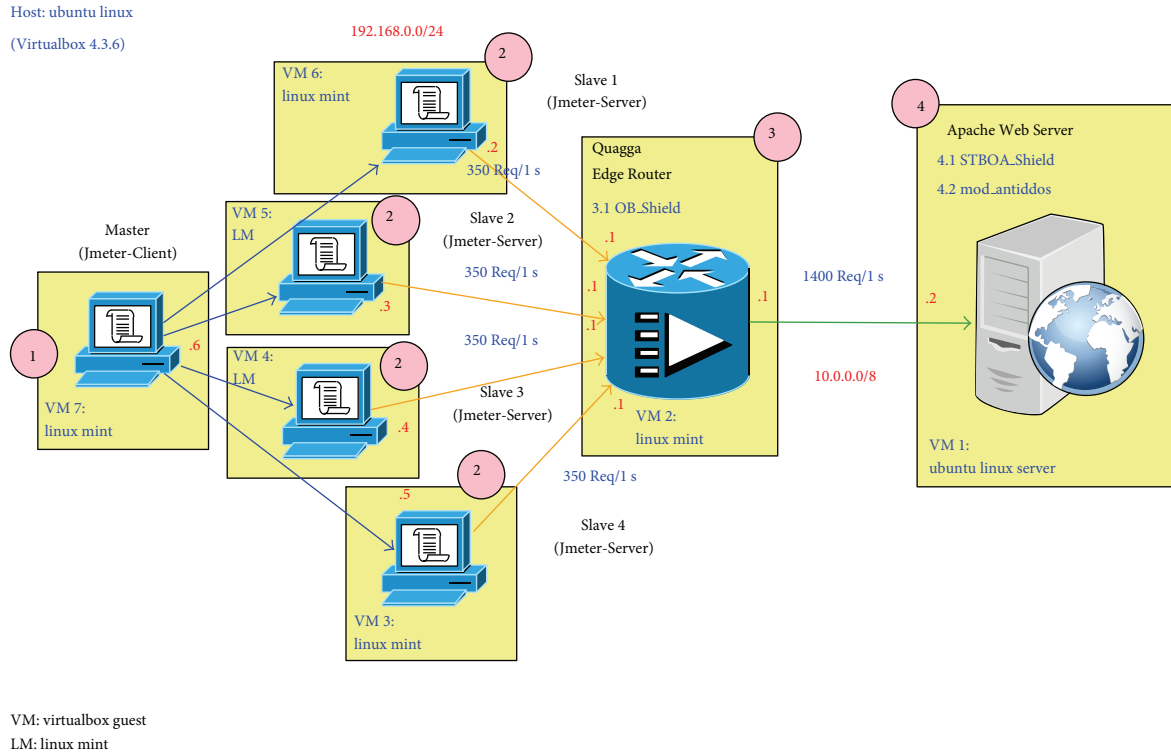 Host: ubuntu linux
(Virtualbox 4.3.6)
192.168.0.0/24
2
VM 6:
linux mint
.2
Slave 1
(Jmeter-Server)
350 Req/1 s
2
VM 5:
LM
.3
Slave 2
(Jmeter-Server)
350 Req/1 s
Master
(Jmeter-Client)
1
.6
VM 7:
linux mint
2
VM 4:
LM
.4
350 Req/1 s
Slave 3
(Jmeter-Server)
2
.5
VM 3:
linux mint
350 Req/1 s
Slave 4
(Jmeter-Server)
3
Quagga
Edge Router
3.1 OB_Shield
.1
.1
.1
.1
.1
VM 2:
linux mint
1400 Req/1 s
10.0.0.0/8
4
Apache Web Server
4.1 STBOA_Shield
4.2 mod_antiddos
.2
VM 1:
ubuntu linux server
VM: virtualbox guest
LM: linux mint